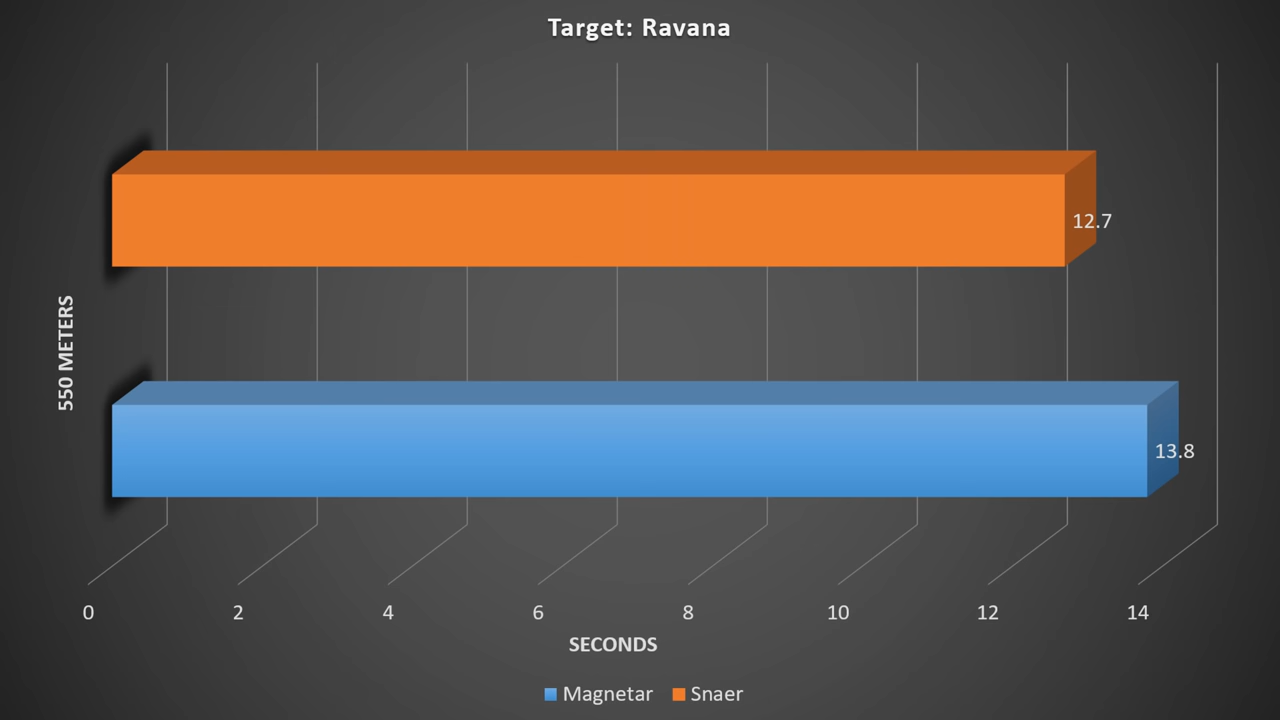 Target: Ravana
12.7
550 METERS
13.8
0 2 4 6 8 10 12 14
SECONDS
Magnetar Snaer